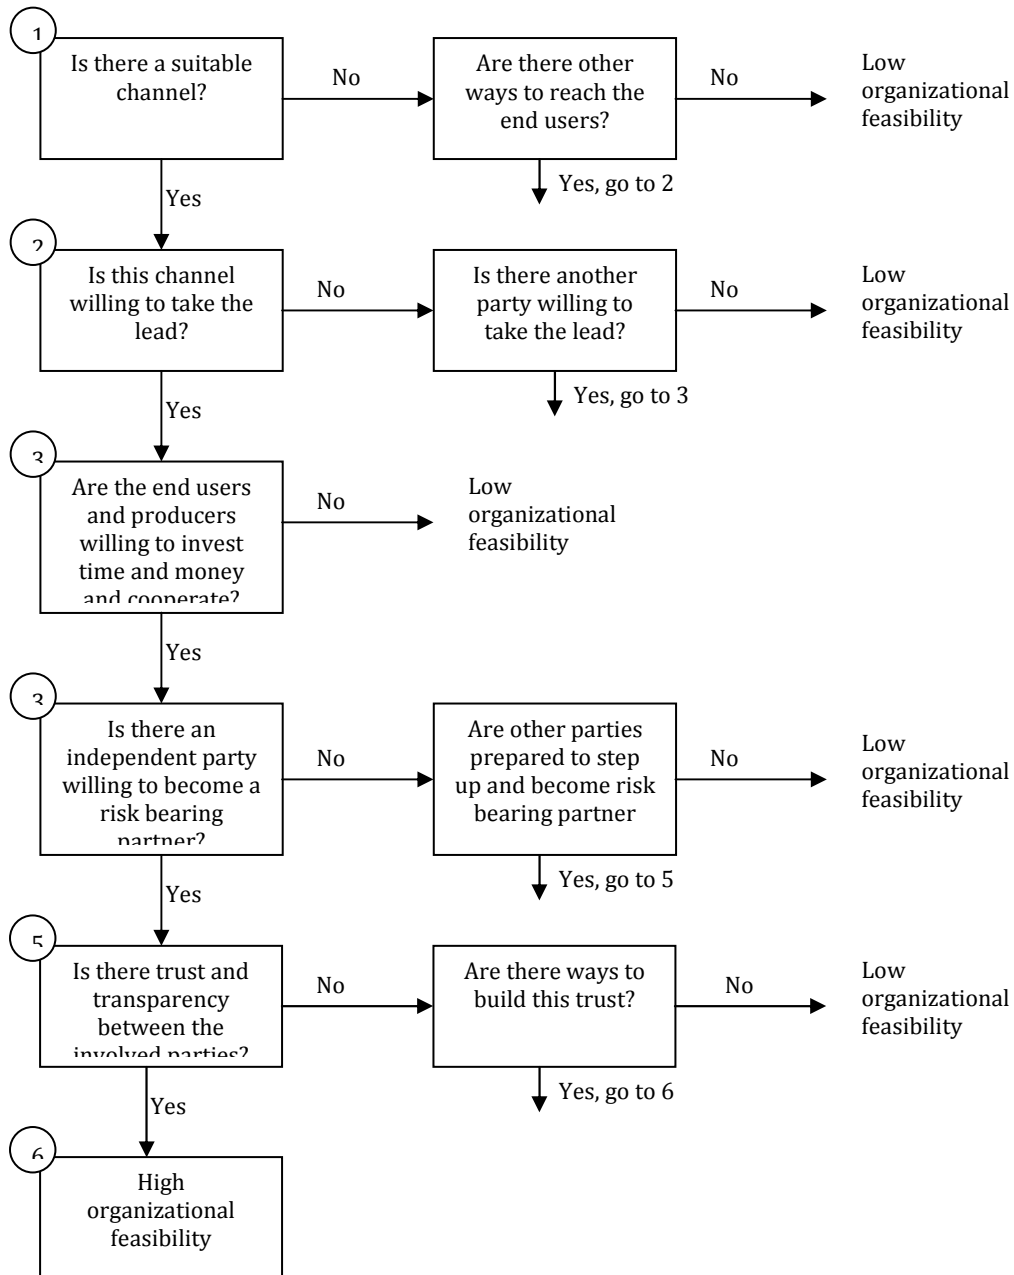 1
Is there a suitable
channel?
No
Are there other
ways to reach the
end users?
No
Low
organizational
feasibility
Yes
Yes, go to 2
2
Is this channel
willing to take the
lead?
No
Is there another
party willing to
take the lead?
No
Low
organizational
feasibility
Yes
Yes, go to 3
3
Are the end users
and producers
willing to invest
time and money
and cooperate?
No
Low
organizational
feasibility
Yes
3
Is there an
independent party
willing to become a
risk bearing
partner?
No
Are other parties
prepared to step
up and become risk
bearing partner
No
Low
organizational
feasibility
Yes
Yes, go to 5
5
Is there trust and
transparency
between the
involved parties?
No
Are there ways to
build this trust?
No
Low
organizational
feasibility
Yes
Yes, go to 6
6
High
organizational
feasibility